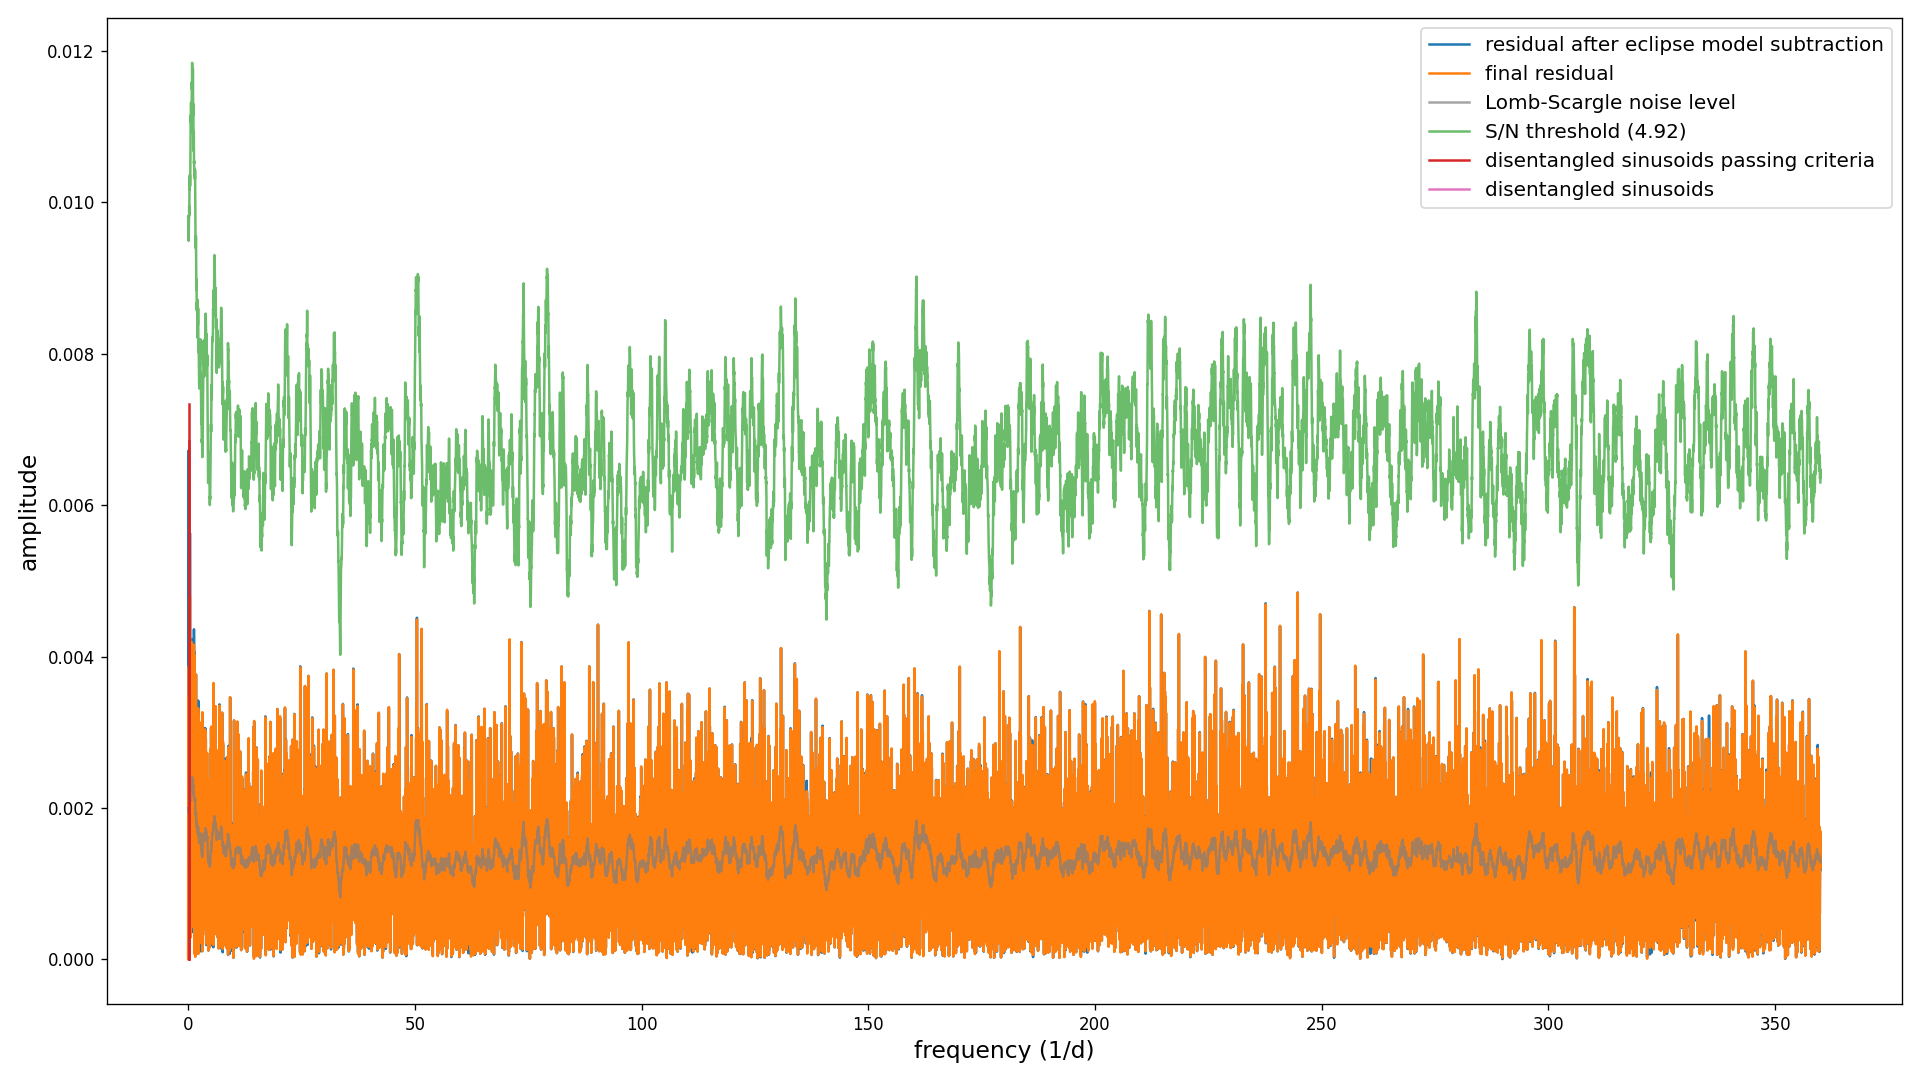 residual after eclipse model subtraction
final residual
Lomb-Scargle noise level
S/N threshold (4.92)
disentangled sinusoids passing criteria
disentangled sinusoids
0.012
0.010
0.008
0.006
0.004
0.002
0.000
amplitude
0 50 100 150 200 250 300 350
frequency (1/d)